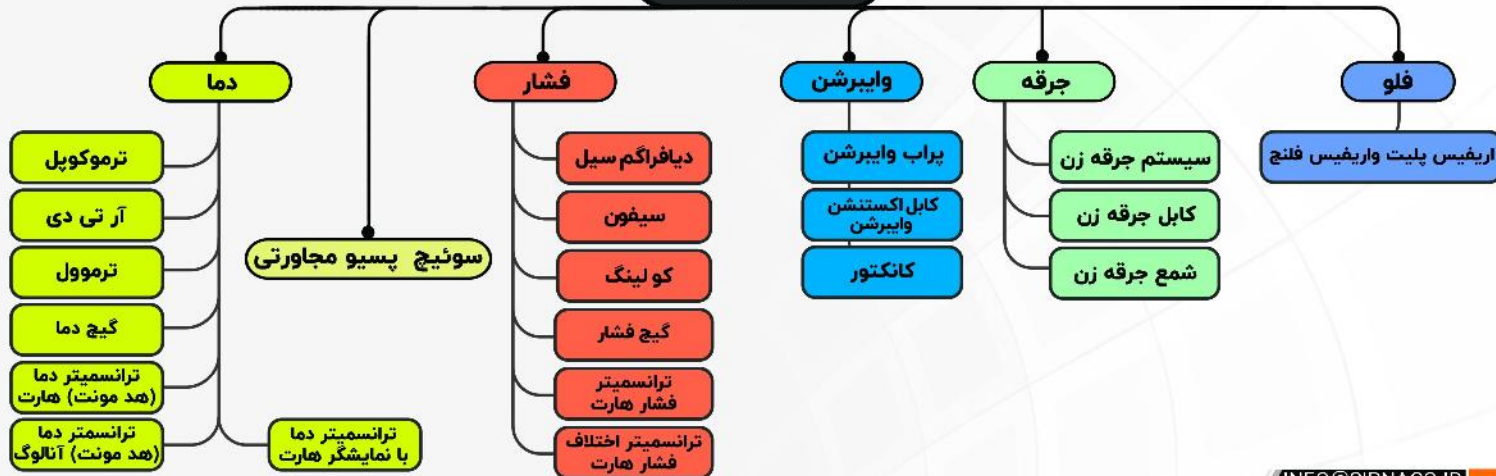 فلو
جرقه
وایبرشن
فشار
دما
اریفیس پلیت واریفیس فلنج
سیستم جرقه زن
کابل جرقه زن
شمع جرقه زن
پراب وایبرشن
کابل اکستنشن
وایبرشن
کانکتور
دیافراگم سیل
سیفون
کو لینگ
گیج فشار
ترانسمیتر
فشار هارت
ترانسمیتر اختلاف
فشار هارت
سوئیچ پسیو مجاورتی
ترموکوپل
آر تی دی
ترموول
گیج دما
ترانسمیتر دما
(هد مونت) هارت
ترانسمتر دما
(هد مونت) آنالوگ
ترانسمیتر دما
با نمایشگر هارت